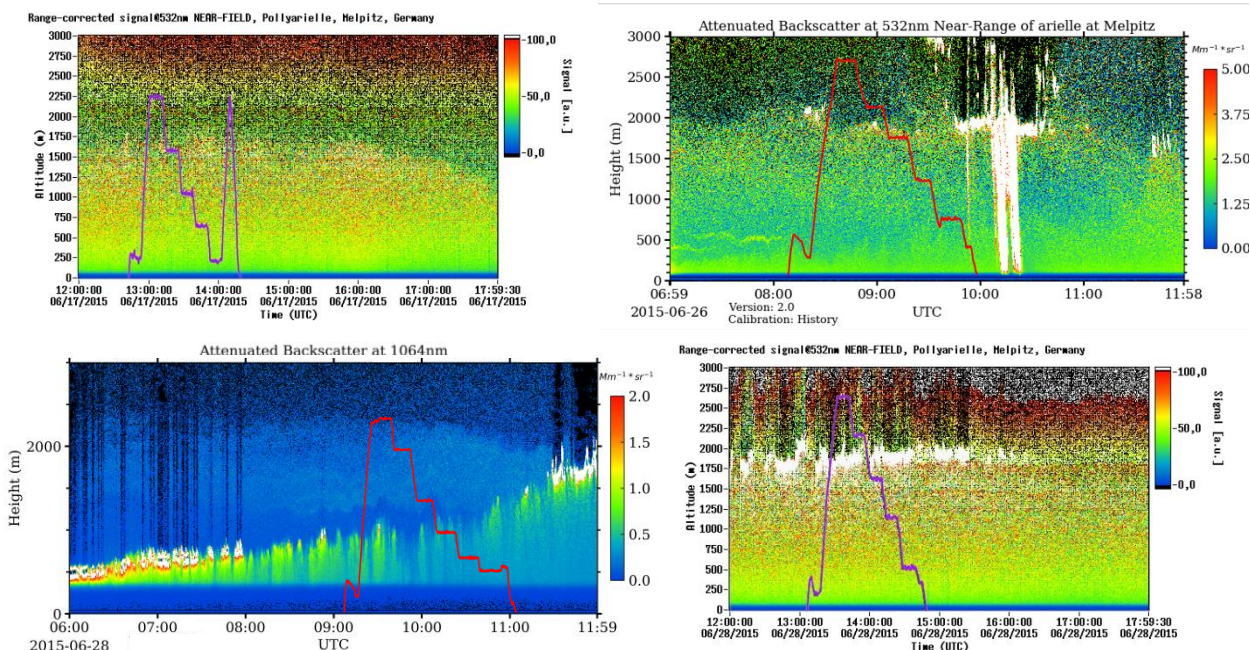 Range-corrected signal@532nm NEAR-FIELD, Pollyarielle, Melpitz, Germany
3000
2750
2500
2250
2000
1750
1500
1250
1000
750
500
250
0
Altitude (m)
12:00:00 13:00:00 14:00:00 15:00:00 16:00:00 17:00:00 17:59:30
06/17/2015 06/17/2015 06/17/2015 06/17/2015 06/17/2015 06/17/2015 06/17/2015
Time (UTC)
-100,0
-50,0
-0,0
Signal [a.u.]
Attenuated Backscatter at 532nm Near-Range of arielle at Melpitz
3000
2500
2000
1500
1000
500
0
Height (m)
06:59 08:00 09:00 10:00 11:00 11:58
2015-06-26
Version: 2.0
Calibration: History
UTC
Mm⁻¹*sr⁻¹
5.00
3.75
2.50
1.25
0.00
Attenuated Backscatter at 1064nm
2000
0
Height (m)
06:00 07:00 08:00 09:00 10:00 11:00 11:59
2015-06-28
UTC
Mm⁻¹*sr⁻¹
2.0
1.5
1.0
0.5
0.0
Range-corrected signal@532nm NEAR-FIELD, Pollyarielle, Melpitz, Germany
3000
2750
2500
2250
2000
1750
1500
1250
1000
750
500
250
0
Altitude (m)
12:00:00 13:00:00 14:00:00 15:00:00 16:00:00 17:00:00 17:59:30
06/28/2015 06/28/2015 06/28/2015 06/28/2015 06/28/2015 06/28/2015 06/28/2015
Time (UTC)
-100,0
-50,0
-0,0
Signal [a.u.]